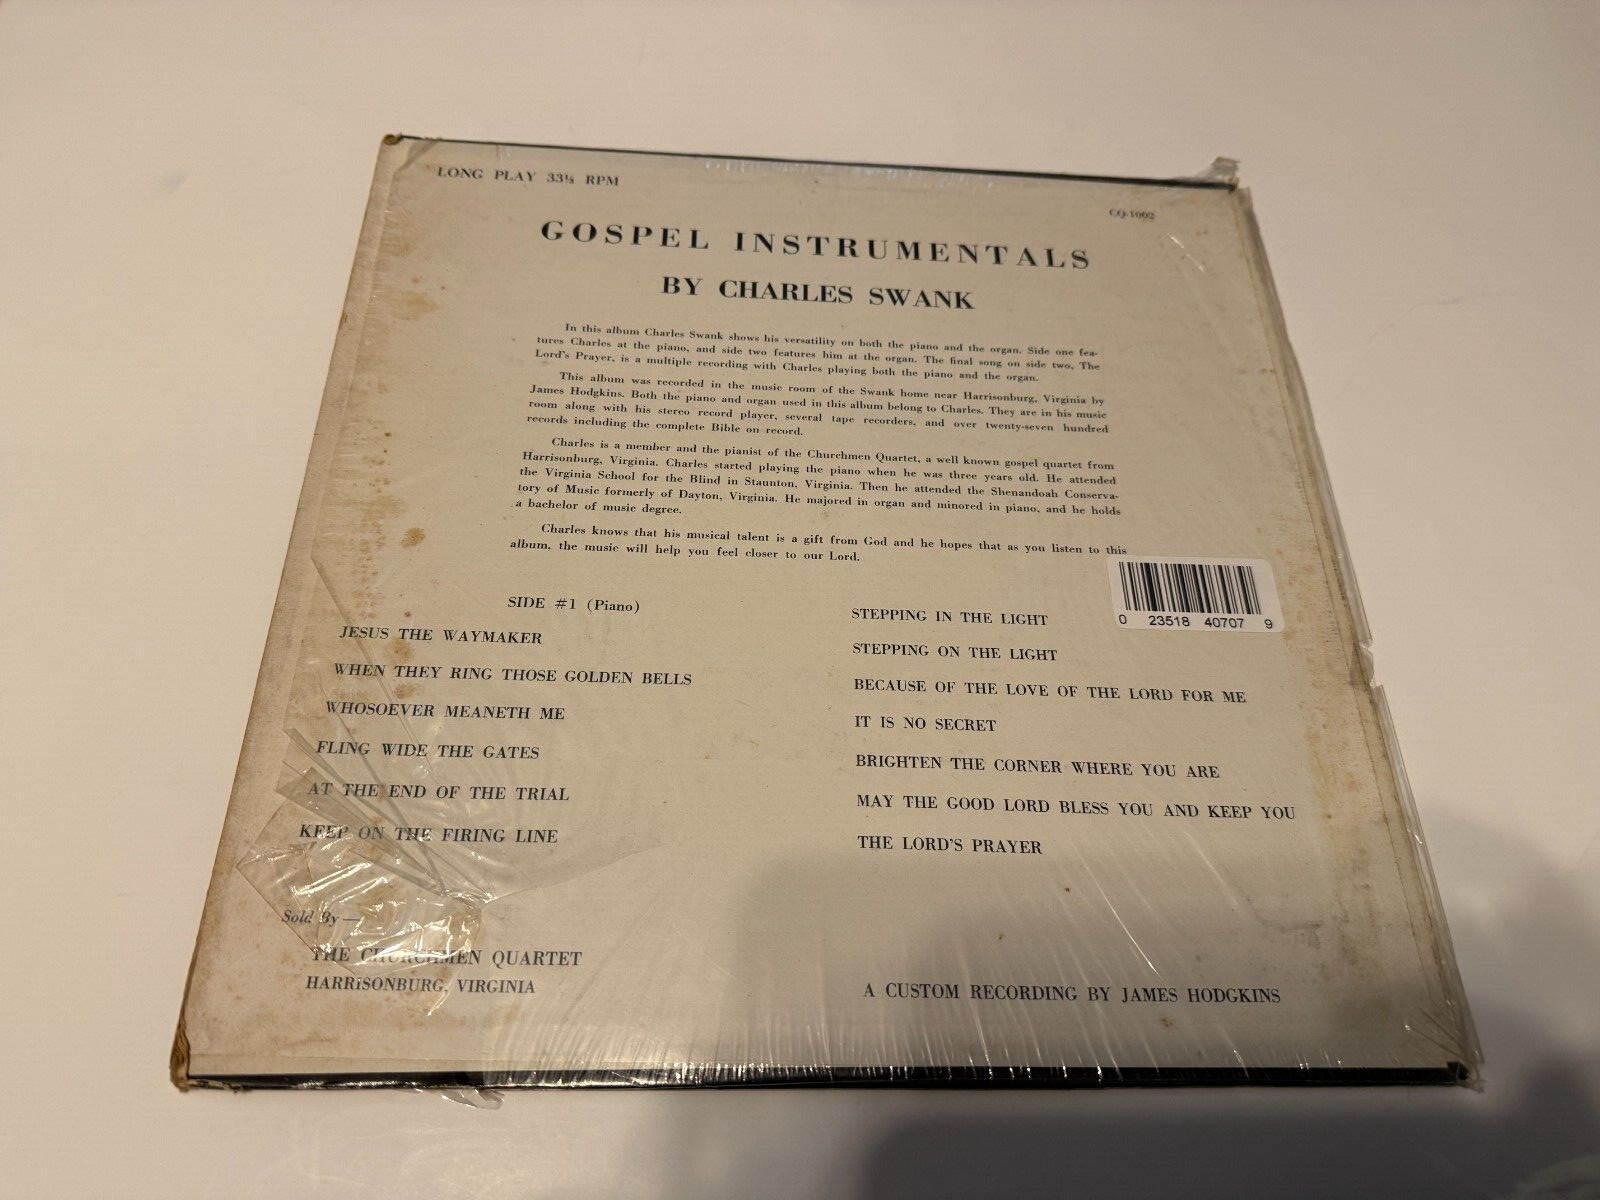 LONG PLAY 33⅓ RPM
CQ-1002
GOSPEL INSTRUMENTALS
BY CHARLES SWANK
In this album Charles Swank shows his versatility on both the piano and the organ. Side one fea-
tures Charles at the piano, and side two features him at the organ. The final song on side two, The
Lord's Prayer, is a multiple recording with Charles playing both the piano and the organ.
This album was recorded in the music room of the Swank home near Harrisonburg, Virginia by
James Hodgkins. Both the piano and organ used in this album belong to Charles. They are in his music
room along with his stereo record player, several tape recorders, and over twenty-seven hundred
records including the complete Bible on record.
Charles is a member and the pianist of the Churchmen Quartet, a well known gospel quartet from
Harrisonburg, Virginia. Charles started playing the piano when he was three years old. He attended
the Virginia School for the Blind in Staunton, Virginia. Then he attended the Shenandoah Conserva-
tory of Music formerly of Dayton, Virginia. He majored in organ and minored in piano, and he holds
a bachelor of music degree.
Charles knows that his musical talent is a gift from God and he hopes that as you listen to this
album, the music will help you feel closer to our Lord.
SIDE #1 (Piano)
JESUS THE WAYMAKER
WHEN THEY RING THOSE GOLDEN BELLS
WHOSOEVER MEANETH ME
FLING WIDE THE GATES
AT THE END OF THE TRIAL
KEEP ON THE FIRING LINE
STEPPING IN THE LIGHT
STEPPING ON THE LIGHT
BECAUSE OF THE LOVE OF THE LORD FOR ME
IT IS NO SECRET
BRIGHTEN THE CORNER WHERE YOU ARE
MAY THE GOOD LORD BLESS YOU AND KEEP YOU
THE LORD'S PRAYER
0 23518 40707 9
Sold By —
THE CHURCHMEN QUARTET
HARRISONBURG, VIRGINIA
A CUSTOM RECORDING BY JAMES HODGKINS